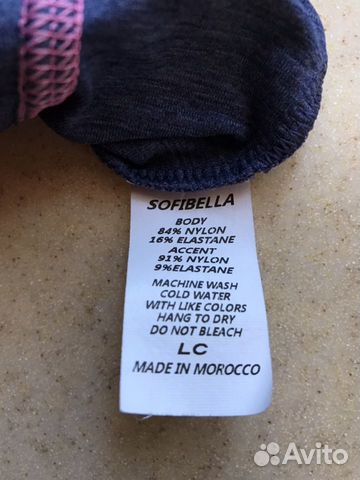 SOFIBELLA
BODY
84% NYLON
16% ELASTANE
ACCENT
91% NYLON
9%ELASTANE
MACHINE WASH
COLD WATER
WITH LIKE COLORS
HANG TO DRY
DO NOT BLEACH
LC
MADE IN MOROCCO
Avito